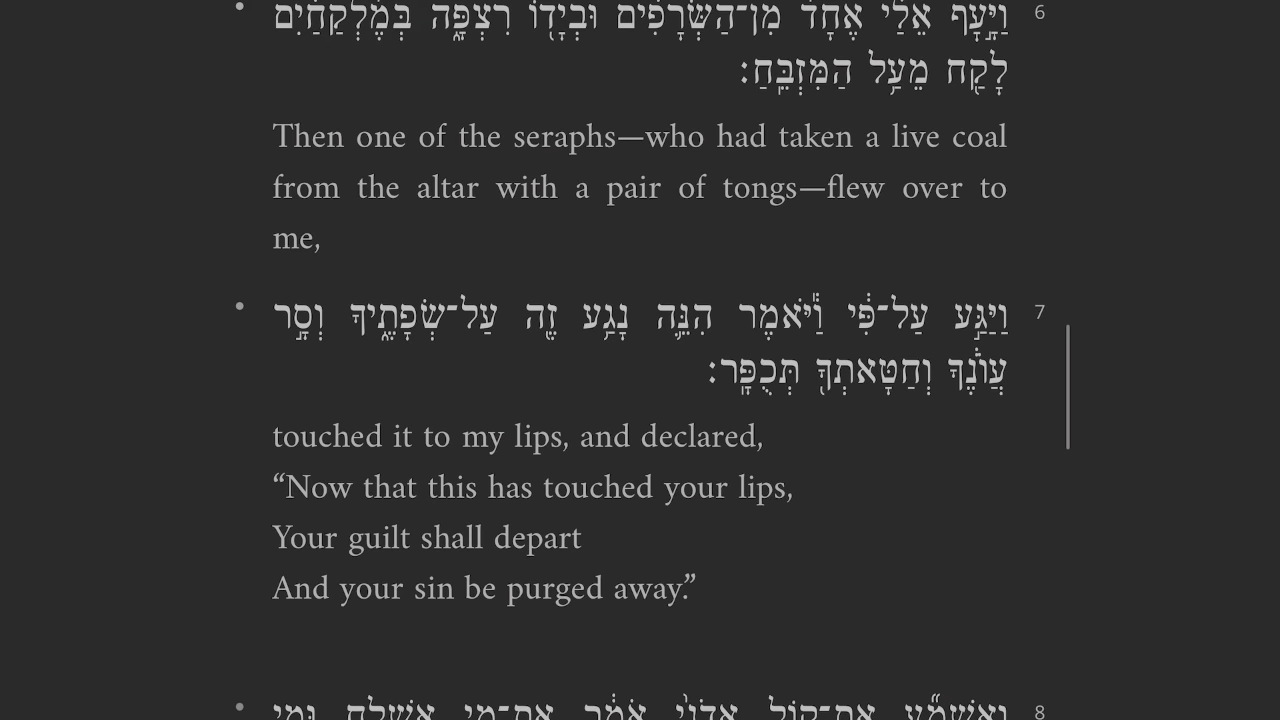 6
וַיָּ֣עׇף אֵלַ֗י אֶחָד֙ מִן־הַשְּׂרָפִ֔ים וּבְיָד֖וֹ רִצְפָּ֑ה בְּמֶ֨לְקַחַ֔יִם
לָקַ֖ח מֵעַ֥ל הַמִּזְבֵּֽחַ׃
Then one of the seraphs—who had taken a live coal
from the altar with a pair of tongs—flew over to
me,
7
וַיַּגַּ֣ע עַל־פִּ֔י וַיֹּ֕אמֶר הִנֵּ֥ה נָגַ֥ע זֶ֖ה עַל־שְׂפָתֶ֑יךָ וְסָ֣ר
עֲוֺנֶ֔ךָ וְחַטָּאתְךָ֖ תְּכֻפָּֽר׃
touched it to my lips, and declared,
“Now that this has touched your lips,
Your guilt shall depart
And your sin be purged away.”
8
וָאֶשְׁמַ֞ע אֶת־ק֤וֹל אֲדֹנָי֙ אֹמֵ֔ר אֶת־מִ֥י אֶשְׁלַ֖ח וּמִ֣י